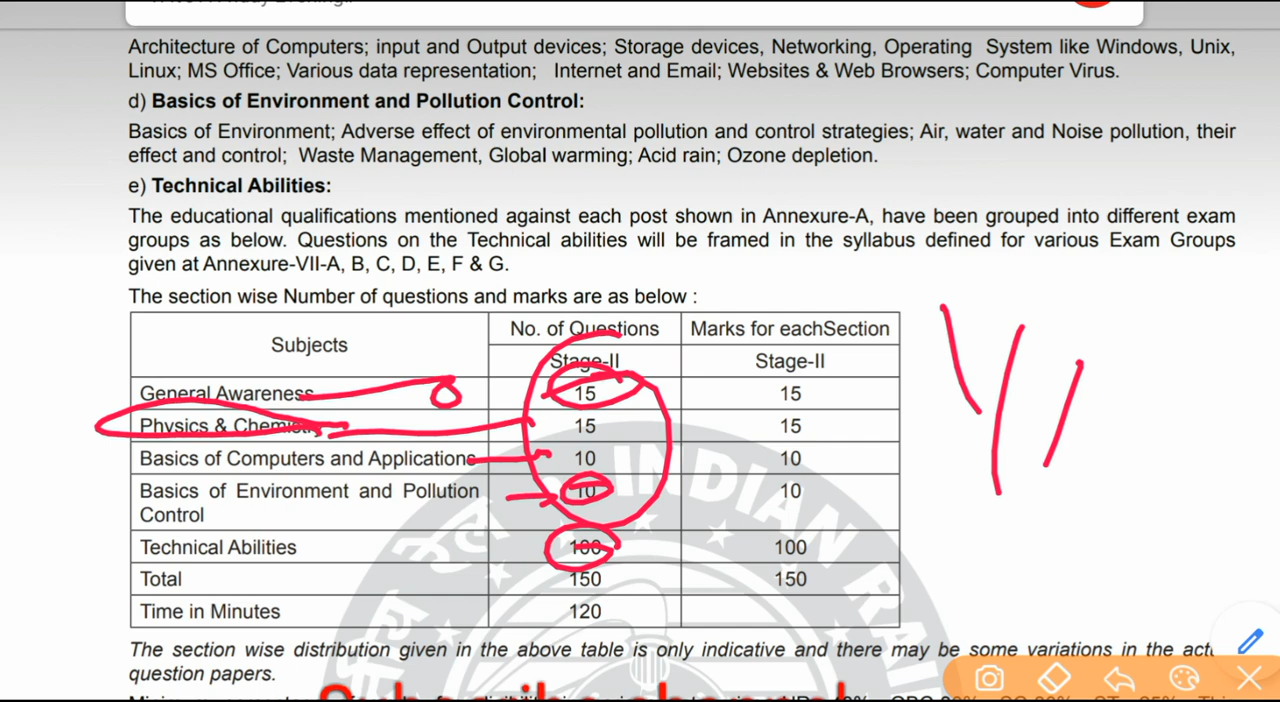 Architecture of Computers; input and Output devices; Storage devices, Networking, Operating System like Windows, Unix,
Linux; MS Office; Various data representation; Internet and Email; Websites & Web Browsers; Computer Virus.
d) Basics of Environment and Pollution Control:
Basics of Environment; Adverse effect of environmental pollution and control strategies; Air, water and Noise pollution, their
effect and control; Waste Management, Global warming; Acid rain; Ozone depletion.
e) Technical Abilities:
The educational qualifications mentioned against each post shown in Annexure-A, have been grouped into different exam
groups as below. Questions on the Technical abilities will be framed in the syllabus defined for various Exam Groups
given at Annexure-VII-A, B, C, D, E, F & G.
The section wise Number of questions and marks are as below :
Subjects No. of Questions Marks for eachSection
Stage-II Stage-II
General Awareness 15 15
Physics & Chemistry 15 15
Basics of Computers and Applications 10 10
Basics of Environment and Pollution 10 10
Control
Technical Abilities 100 100
Total 150 150
Time in Minutes 120
The section wise distribution given in the above table is only indicative and there may be some variations in the
question papers.
INDIAN